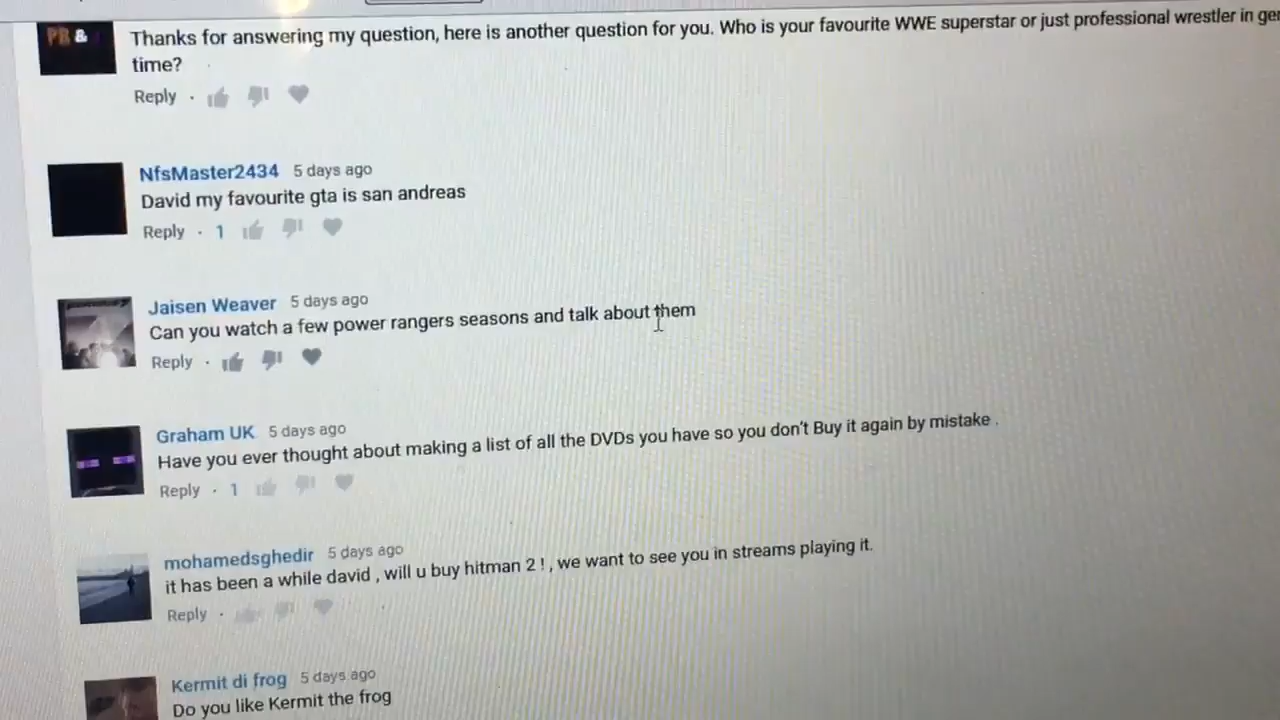 PB &
Thanks for answering my question, here is another question for you. Who is your favourite WWE superstar or just professional wrestler in
time?
Reply ·
NfsMaster2434 5 days ago
David my favourite gta is san andreas
Reply · 1
Jaisen Weaver 5 days ago
Can you watch a few power rangers seasons and talk about them
Reply ·
Graham UK 5 days ago
Have you ever thought about making a list of all the DVDs you have so you don't Buy it again by mistake .
Reply · 1
mohamedsghedir 5 days ago
it has been a while david , will u buy hitman 2 ! , we want to see you in streams playing it.
Reply ·
Kermit di frog 5 days ago
Do you like Kermit the frog